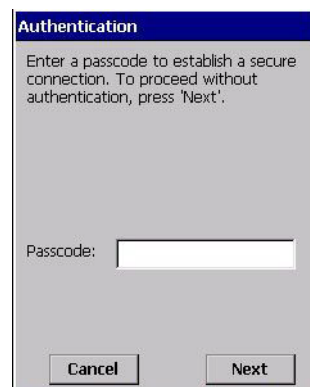 Authentication
Enter a passcode to establish a secure
connection. To proceed without
authentication, press 'Next'.
Passcode:
Cancel Next